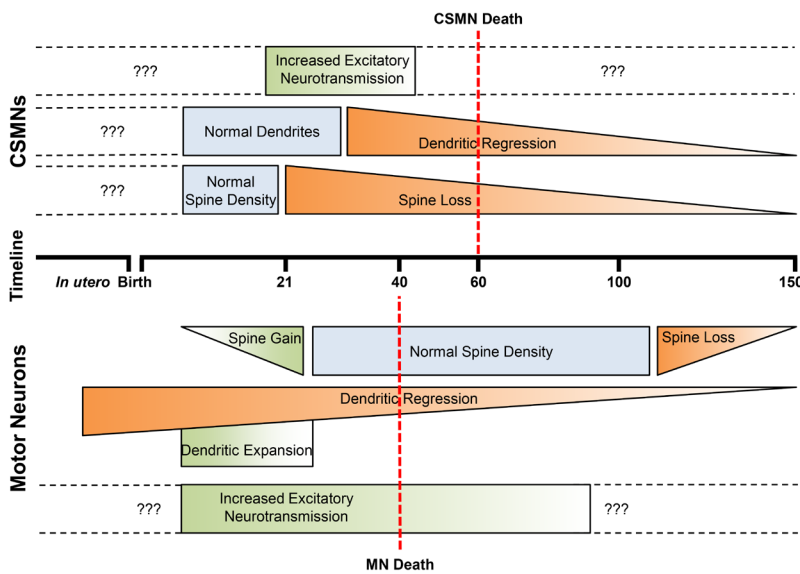 CSMN Death
CSMNs
???
Increased Excitatory
Neurotransmission
???
???
Normal Dendrites
Dendritic Regression
???
Normal
Spine Density
Spine Loss
Timeline
In utero Birth 21 40 60 100 150
Motor Neurons
Spine Gain
Normal Spine Density
Spine Loss
Dendritic Regression
Dendritic Expansion
???
Increased Excitatory
Neurotransmission
???
MN Death